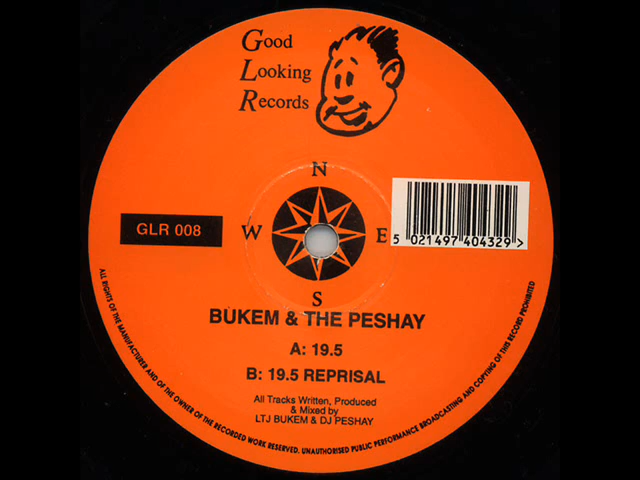 Good
Looking
Records
N
GLR 008
W
E
5 021497 404329>
S
BUKEM & THE PESHAY
A: 19.5
B: 19.5 REPRISAL
All Tracks Written, Produced
& Mixed by
LTJ BUKEM & DJ PESHAY
ALL RIGHTS OF THE MANUFACTURER AND OF THE OWNER OF THE RECORDED WORK RESERVED, UNAUTHORISED PUBLIC PERFORMANCE BROADCASTING AND COPYING OF THIS RECORD PROHIBITED